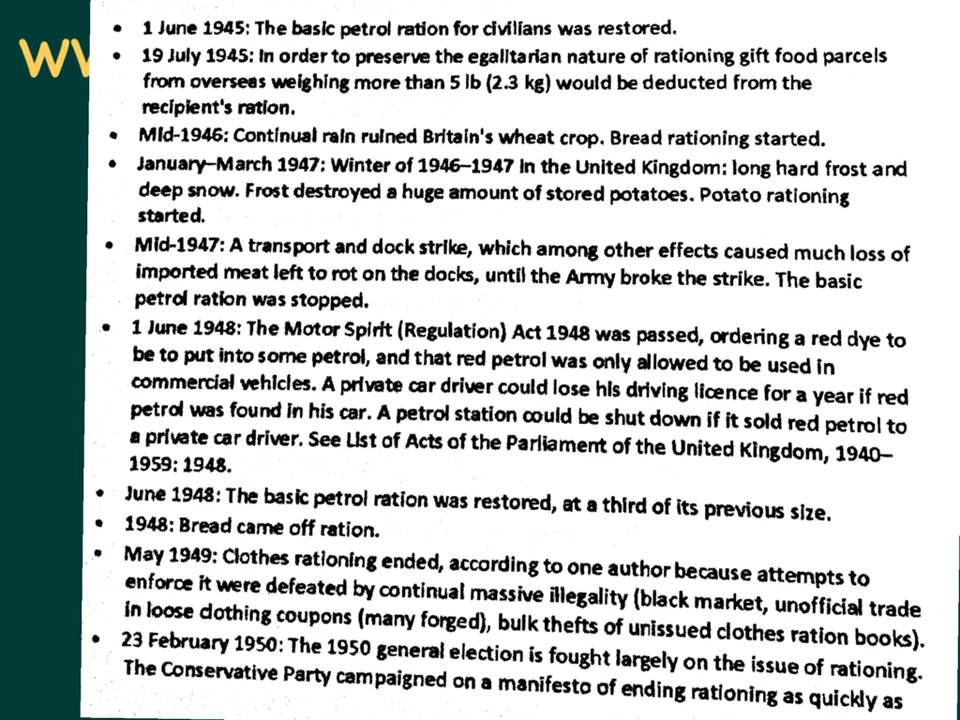 • 1 June 1945: The basic petrol ration for civilians was restored.
• 19 July 1945: In order to preserve the egalitarian nature of rationing gift food parcels
from overseas weighing more than 5 lb (2.3 kg) would be deducted from the
recipient's ration.
• Mid-1946: Continual rain ruined Britain's wheat crop. Bread rationing started.
• January–March 1947: Winter of 1946–1947 in the United Kingdom: long hard frost and
deep snow. Frost destroyed a huge amount of stored potatoes. Potato rationing
started.
• Mid-1947: A transport and dock strike, which among other effects caused much loss of
imported meat left to rot on the docks, until the Army broke the strike. The basic
petrol ration was stopped.
• 1 June 1948: The Motor Spirit (Regulation) Act 1948 was passed, ordering a red dye to
be to put into some petrol, and that red petrol was only allowed to be used in
commercial vehicles. A private car driver could lose his driving licence for a year if red
petrol was found in his car. A petrol station could be shut down if it sold red petrol to
a private car driver. See List of Acts of the Parliament of the United Kingdom, 1940–
1959: 1948.
• June 1948: The basic petrol ration was restored, at a third of its previous size.
• 1948: Bread came off ration.
• May 1949: Clothes rationing ended, according to one author because attempts to
enforce it were defeated by continual massive illegality (black market, unofficial trade
in loose clothing coupons (many forged), bulk thefts of unissued clothes ration books).
• 23 February 1950: The 1950 general election is fought largely on the issue of rationing.
The Conservative Party campaigned on a manifesto of ending rationing as quickly as